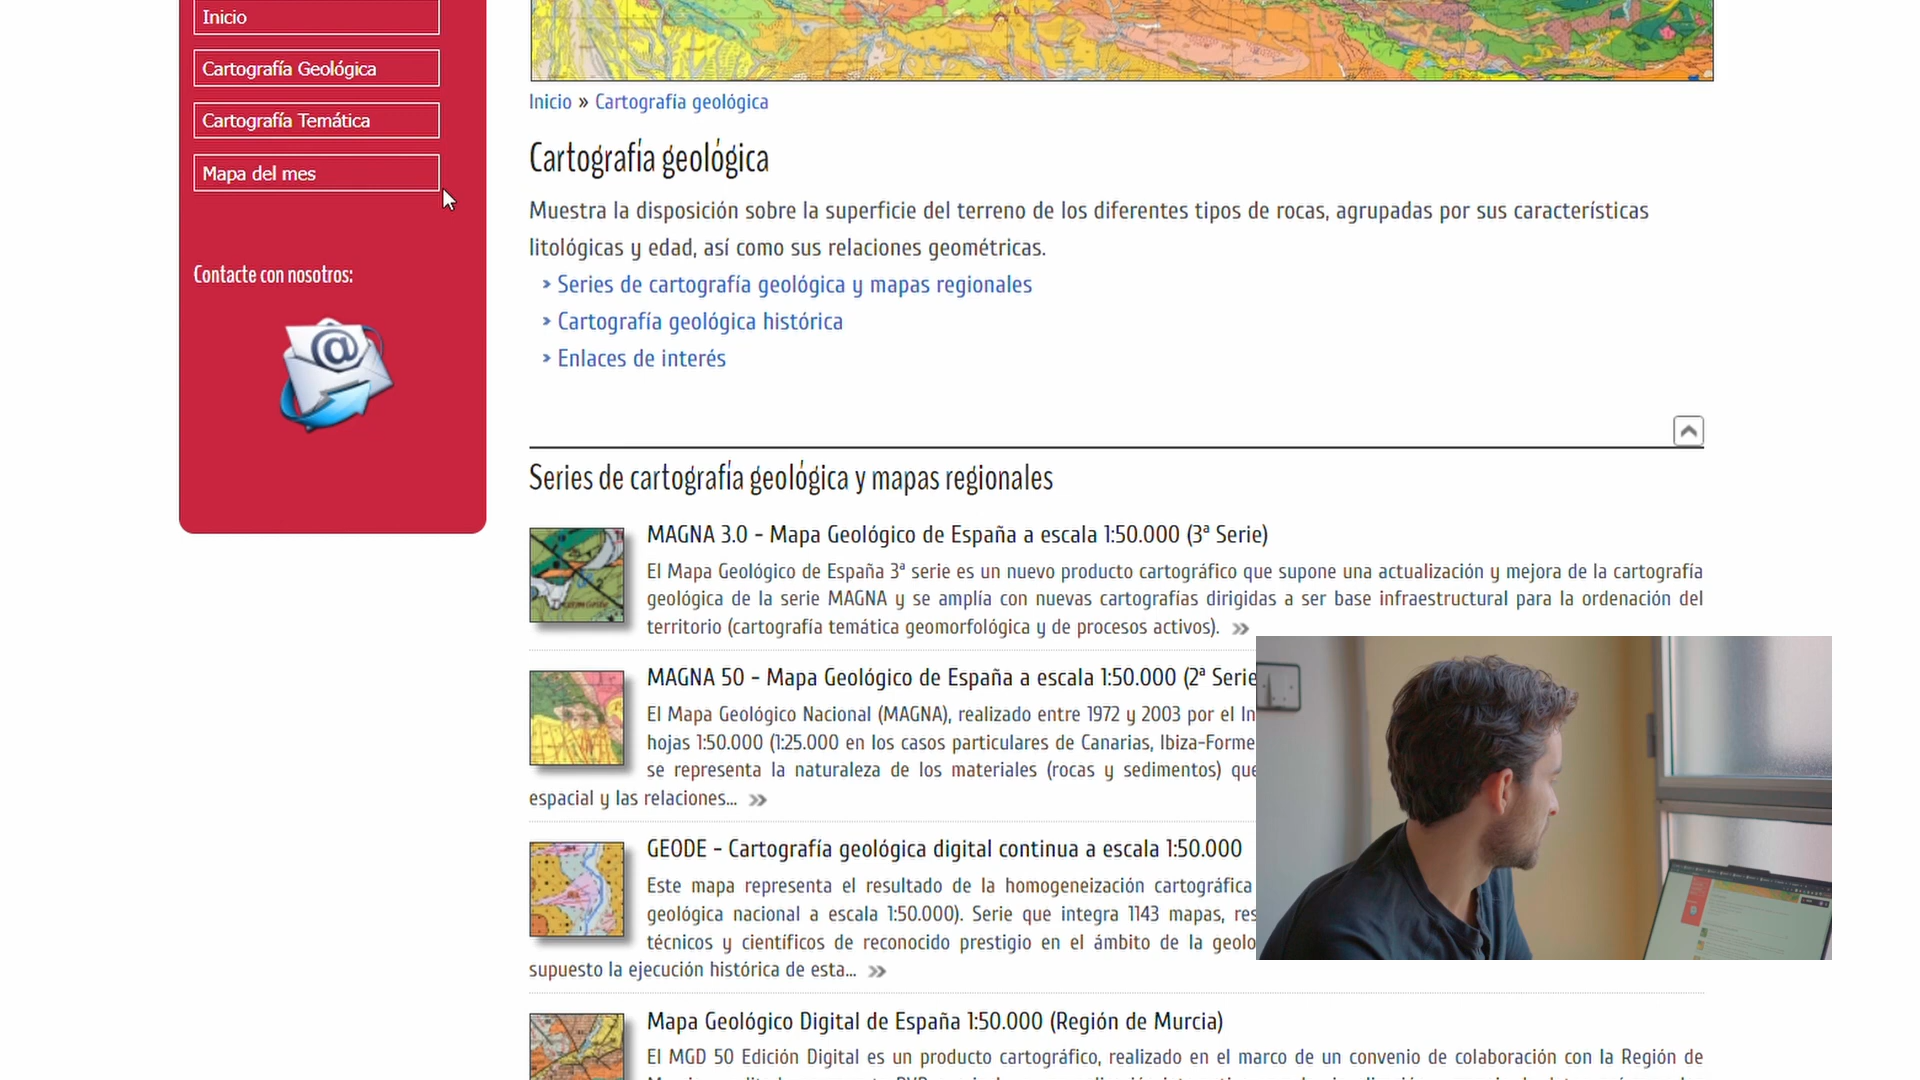 Inicio
Cartografía Geológica
Cartografía Temática
Mapa del mes
Contacte con nosotros:
Inicio » Cartografía geológica
Cartografía geológica
Muestra la disposición sobre la superficie del terreno de los diferentes tipos de rocas, agrupadas por sus características
litológicas y edad, así como sus relaciones geométricas.
Series de cartografía geológica y mapas regionales
Cartografía geológica histórica
Enlaces de interés
Series de cartografía geológica y mapas regionales
MAGNA 3.0 - Mapa Geológico de España a escala 1:50.000 (3ª Serie)
El Mapa Geológico de España 3ª serie es un nuevo producto cartográfico que supone una actualización y mejora de la cartografía
geológica de la serie MAGNA y se amplía con nuevas cartografías dirigidas a ser base infraestructural para la ordenación del
territorio (cartografía temática geomorfológica y de procesos activos). »
MAGNA 50 - Mapa Geológico de España a escala 1:50.000 (2ª Serie
El Mapa Geológico Nacional (MAGNA), realizado entre 1972 y 2003 por el In
hojas 1:50.000 (1:25.000 en los casos particulares de Canarias, Ibiza-Forme
se representa la naturaleza de los materiales (rocas y sedimentos) que
espacial y las relaciones... »
GEODE - Cartografía geológica digital continua a escala 1:50.000
Este mapa representa el resultado de la homogeneización cartográfica
geológica nacional a escala 1:50.000). Serie que integra 1143 mapas, res
técnicos y científicos de reconocido prestigio en el ámbito de la geolo
supuesto la ejecución histórica de esta... »
Mapa Geológico Digital de España 1:50.000 (Región de Murcia)
El MGD 50 Edición Digital es un producto cartográfico, realizado en el marco de un convenio de colaboración con la Región de